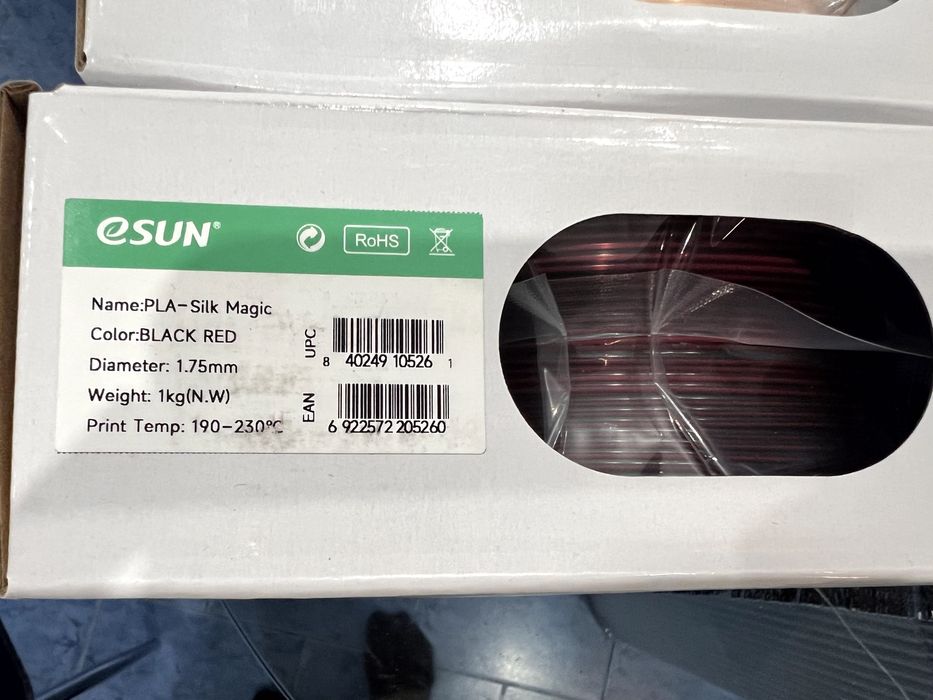 eSUN®
RoHS
Name:PLA-Silk Magic
Color:BLACK RED
Diameter: 1.75mm
Weight: 1kg(N.W)
Print Temp: 190-230℃
UPC
8 40249 10526 1
EAN
6 922572 205260